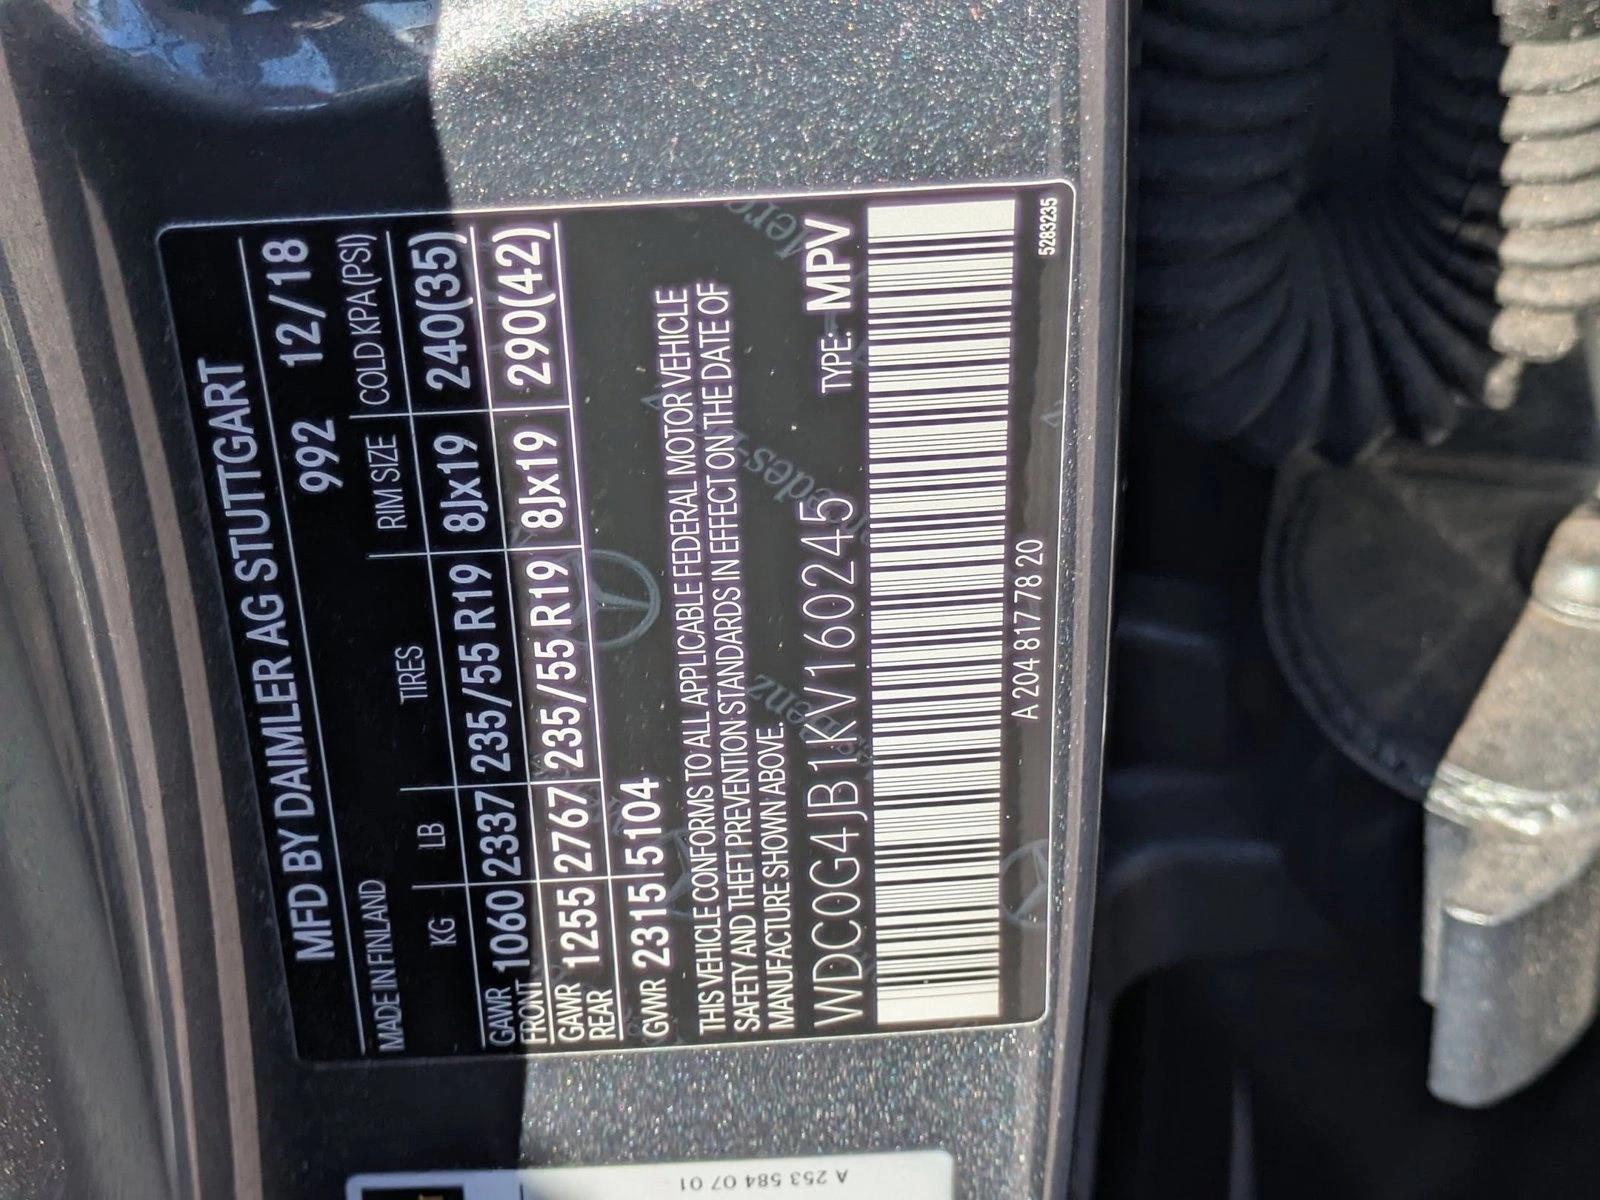 MFD BY DAIMLER AG STUTTGART
992 12/18
MADE IN FINLAND
KG LB TIRES RIM SIZE COLD KPA(PSI)
GAWR FRONT 1060 2337 235/55 R19 8Jx19 240(35)
GAWR REAR 1255 2767 235/55 R19 8Jx19 290(42)
GVWR 2315 5104
THIS VEHICLE CONFORMS TO ALL APPLICABLE FEDERAL MOTOR VEHICLE
SAFETY AND THEFT PREVENTION STANDARDS IN EFFECT ON THE DATE OF
MANUFACTURE SHOWN ABOVE.
WDC0G4JB1KV160245 TYPE: MPV
A 204 817 78 20
5283235
A 253 584 07 01